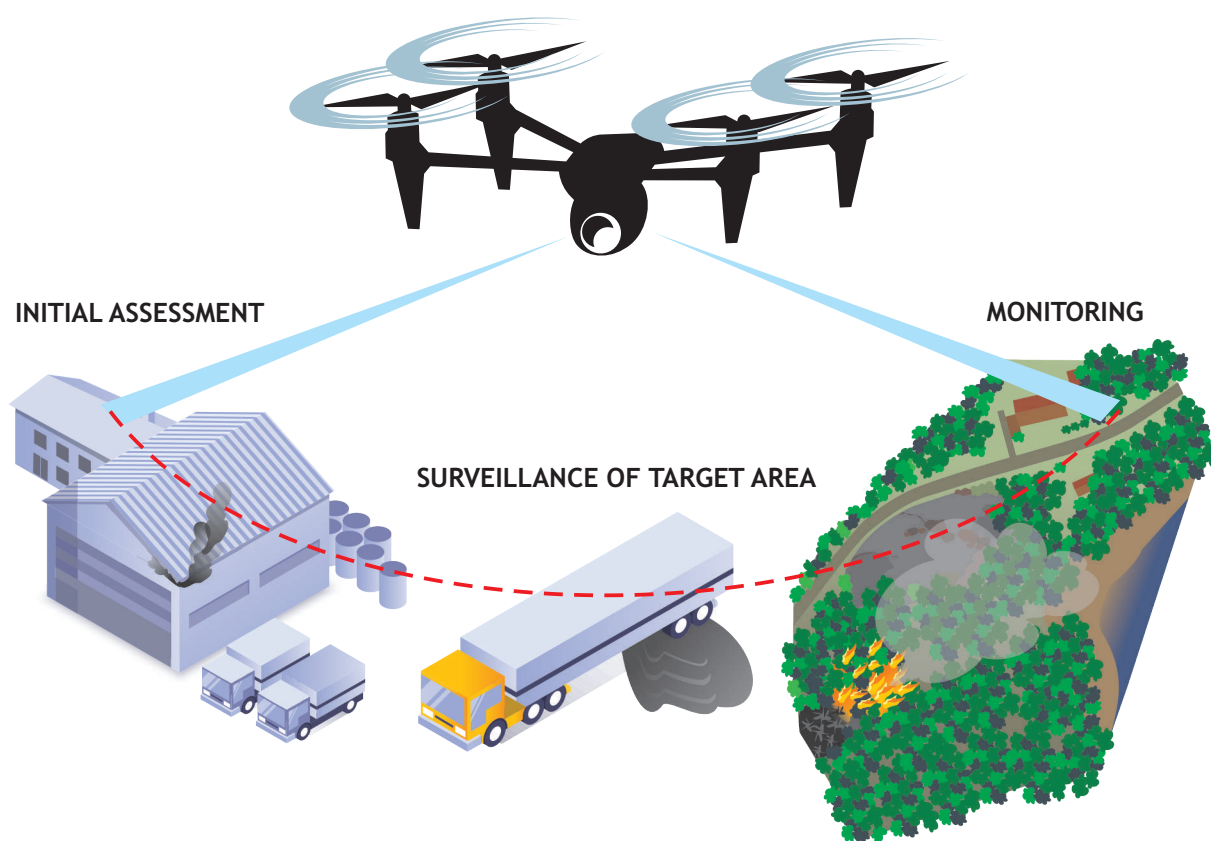 INITIAL ASSESSMENT
MONITORING
SURVEILLANCE OF TARGET AREA